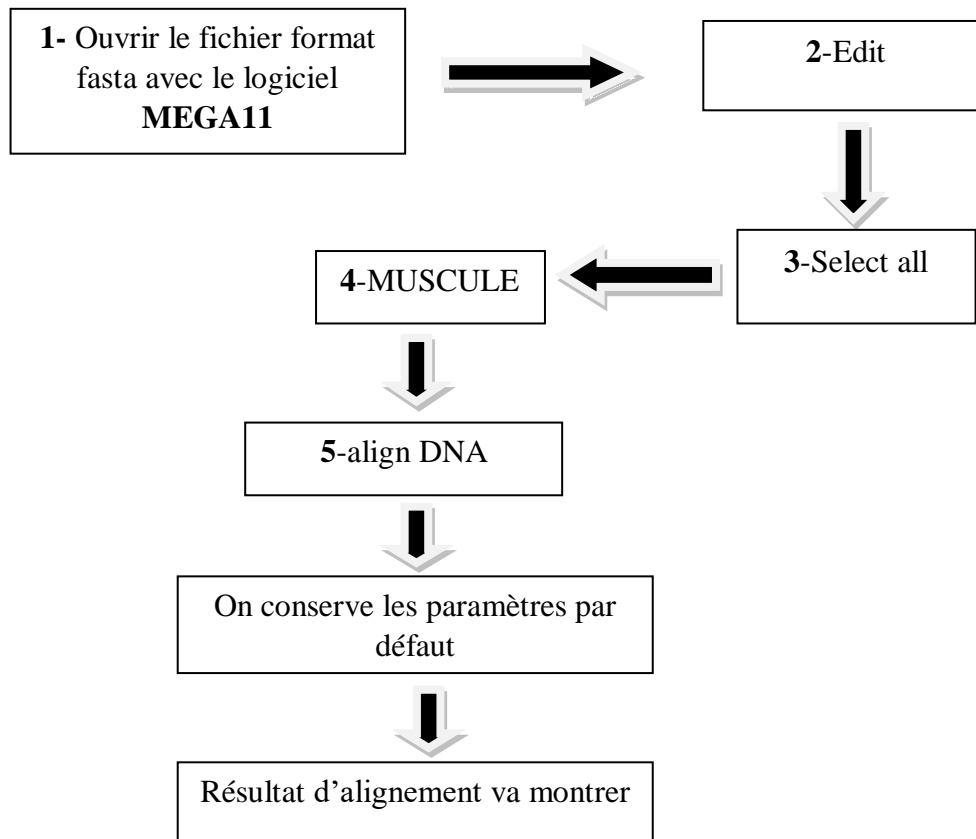 1- Ouvrir le fichier format
fasta avec le logiciel
MEGA11
2-Edit
3-Select all
4-MUSCULE
5-align DNA
On conserve les paramètres par
défaut
Résultat d’alignement va montrer